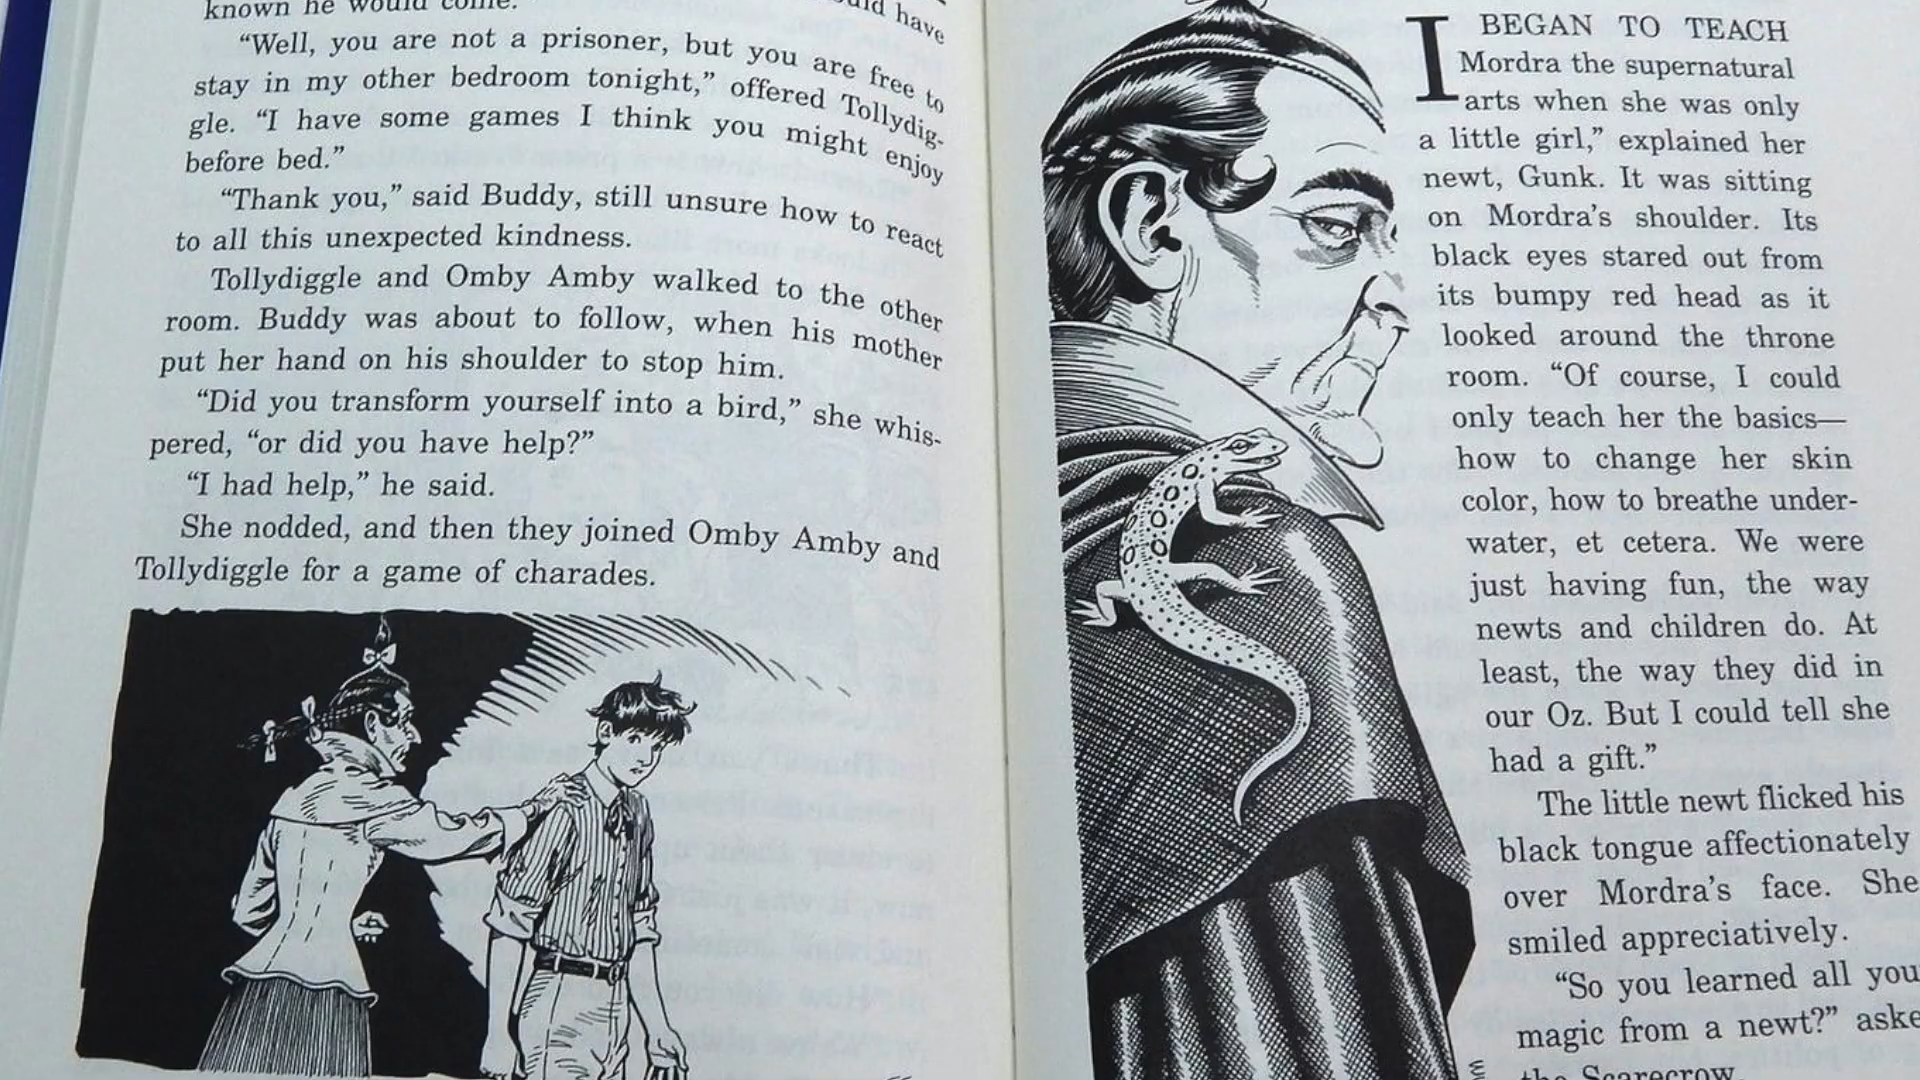 known he would come.
have
“Well, you are not a prisoner, but you are free to
stay in my other bedroom tonight,” offered Tollydig-
gle. “I have some games I think you might enjoy
before bed.”
“Thank you,” said Buddy, still unsure how to react
to all this unexpected kindness.
Tollydiggle and Omby Amby walked to the other
room. Buddy was about to follow, when his mother
put her hand on his shoulder to stop him.
“Did you transform yourself into a bird,” she whis-
pered, “or did you have help?”
“I had help,” he said.
She nodded, and then they joined Omby Amby and
Tollydiggle for a game of charades.
I BEGAN TO TEACH
Mordra the supernatural
arts when she was only
a little girl,” explained her
newt, Gunk. It was sitting
on Mordra’s shoulder. Its
black eyes stared out from
its bumpy red head as it
looked around the throne
room. “Of course, I could
only teach her the basics—
how to change her skin
color, how to breathe under-
water, et cetera. We were
just having fun, the way
newts and children do. At
least, the way they did in
our Oz. But I could tell she
had a gift.”
The little newt flicked his
black tongue affectionately
over Mordra’s face. She
smiled appreciatively.
“So you learned all you
magic from a newt?” aske
the Scarecrow.